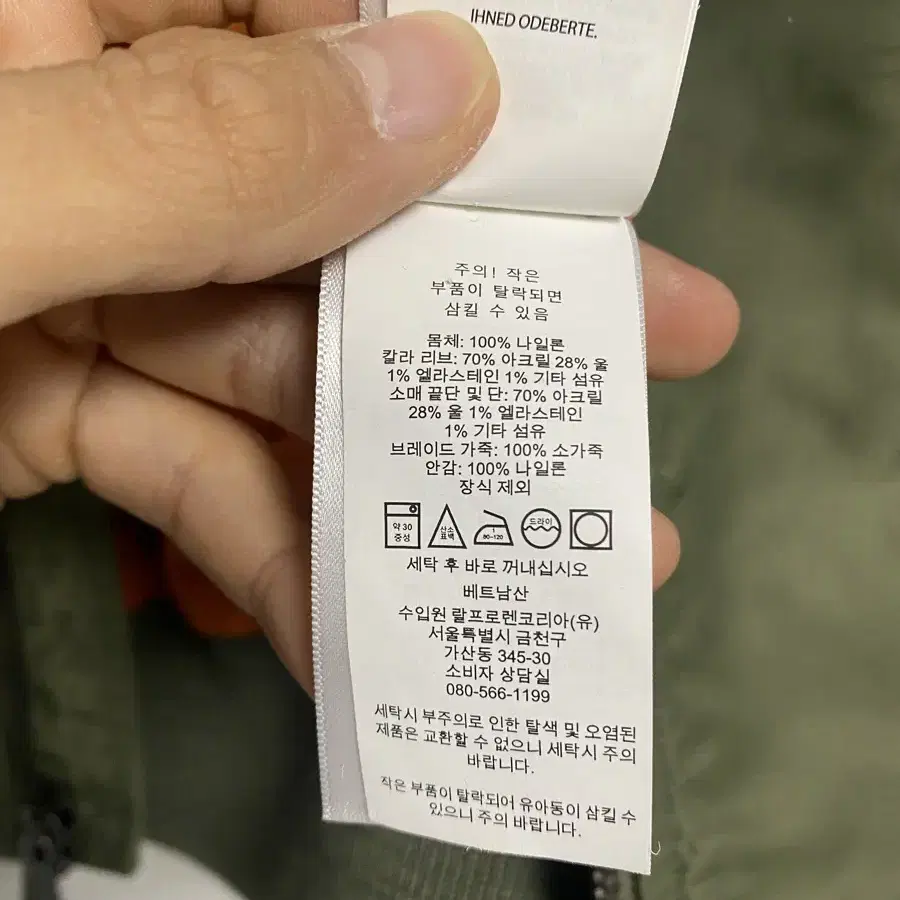 IHNED ODEBERTE.
주의! 작은
부품이 탈락되면
삼킬 수 있음
몸체: 100% 나일론
칼라 리브: 70% 아크릴 28% 울
1% 엘라스테인 1% 기타 섬유
소매 끝단 및 단: 70% 아크릴
28% 울 1% 엘라스테인
1% 기타 섬유
브레이드 가죽: 100% 소가죽
안감: 100% 나일론
장식 제외
약 30
중성
산소
표백
1
80-120
드라이
세탁 후 바로 꺼내십시오
베트남산
수입원 랄프로렌코리아(유)
서울특별시 금천구
가산동 345-30
소비자 상담실
080-566-1199
세탁시 부주의로 인한 탈색 및 오염된
제품은 교환할 수 없으니 세탁시 주의
바랍니다.
작은 부품이 탈락되어 유아동이 삼킬 수
있으니 주의 바랍니다.